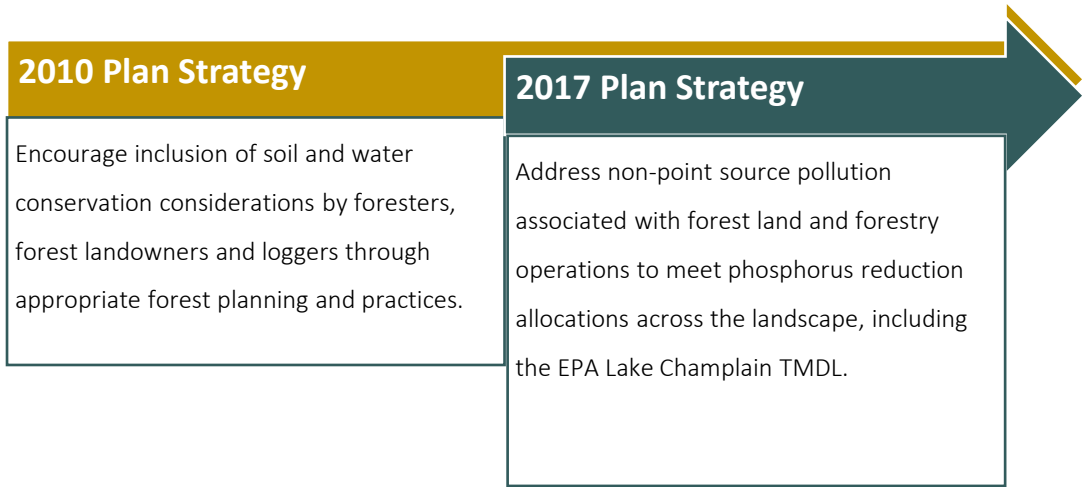 2010 Plan Strategy
Encourage inclusion of soil and water
conservation considerations by foresters,
forest landowners and loggers through
appropriate forest planning and practices.
2017 Plan Strategy
Address non-point source pollution
associated with forest land and forestry
operations to meet phosphorus reduction
allocations across the landscape, including
the EPA Lake Champlain TMDL.